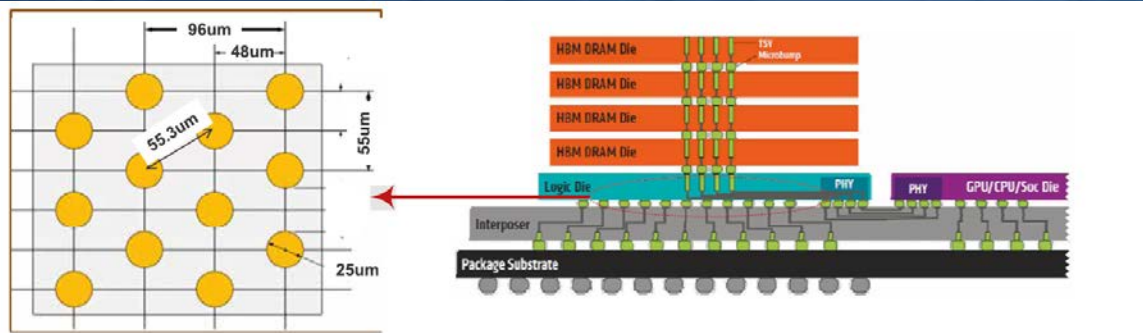 96um
48um
55.3um
55um
25um
HBM DRAM Die
TSV
Microbump
HBM DRAM Die
HBM DRAM Die
HBM DRAM Die
Logic Die
PHY
PHY
GPU/CPU/Soc Die
Interposer
Package Substrate